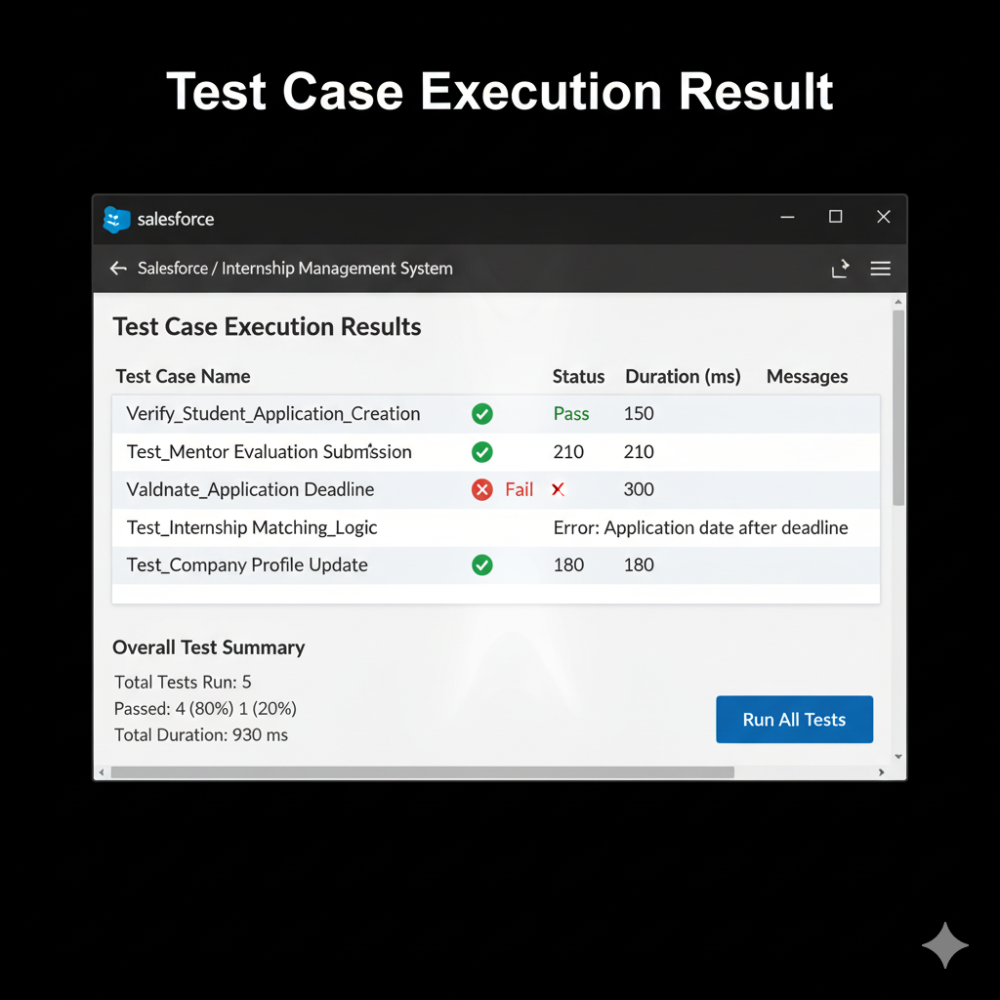 Test Case Execution Result
salesforce
Salesforce / Internship Management System
Test Case Execution Results
Test Case Name Status Duration (ms) Messages
Verify_Student_Application_Creation Pass 150
Test_Mentor Evaluation Submission 210 210
Valdnate_Application Deadline Fail 300
Test_Internship Matching_Logic Error: Application date after deadline
Test_Company Profile Update 180 180
Overall Test Summary
Total Tests Run: 5
Passed: 4 (80%) 1 (20%)
Total Duration: 930 ms
Run All Tests